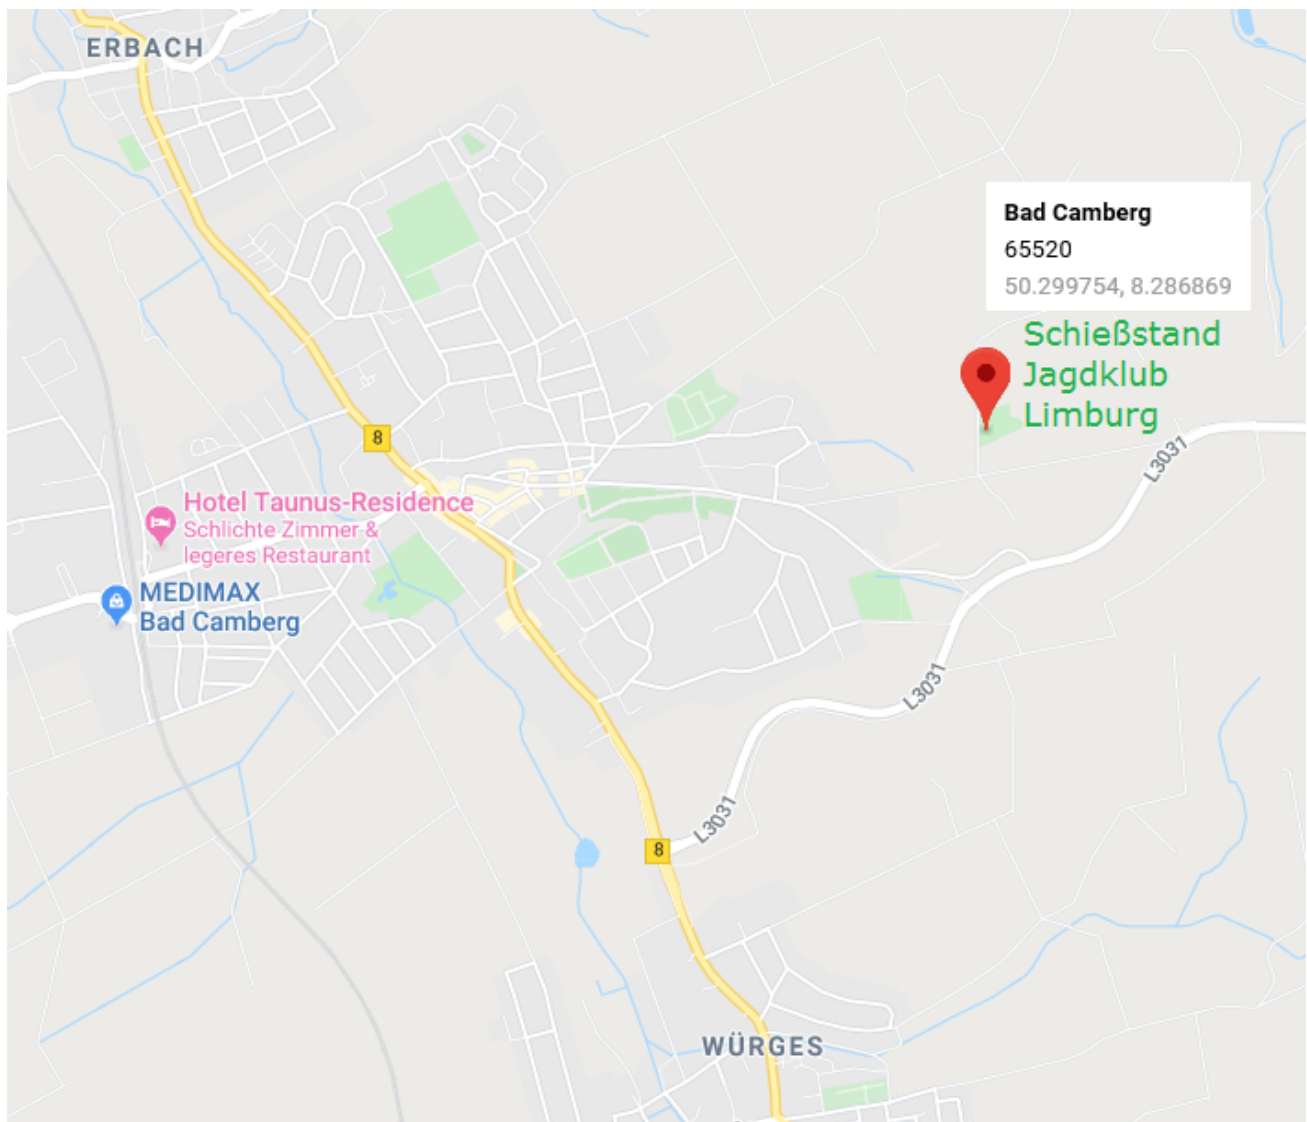 ERBACH
Bad Camberg
65520
50.299754, 8.286869
Schießstand
Jagdklub
Limburg
8
L3031
Hotel Taunus-Residence
Schlichte Zimmer &
legeres Restaurant
MEDIMAX
Bad Camberg
L3031
L3031
8
WÜRGES